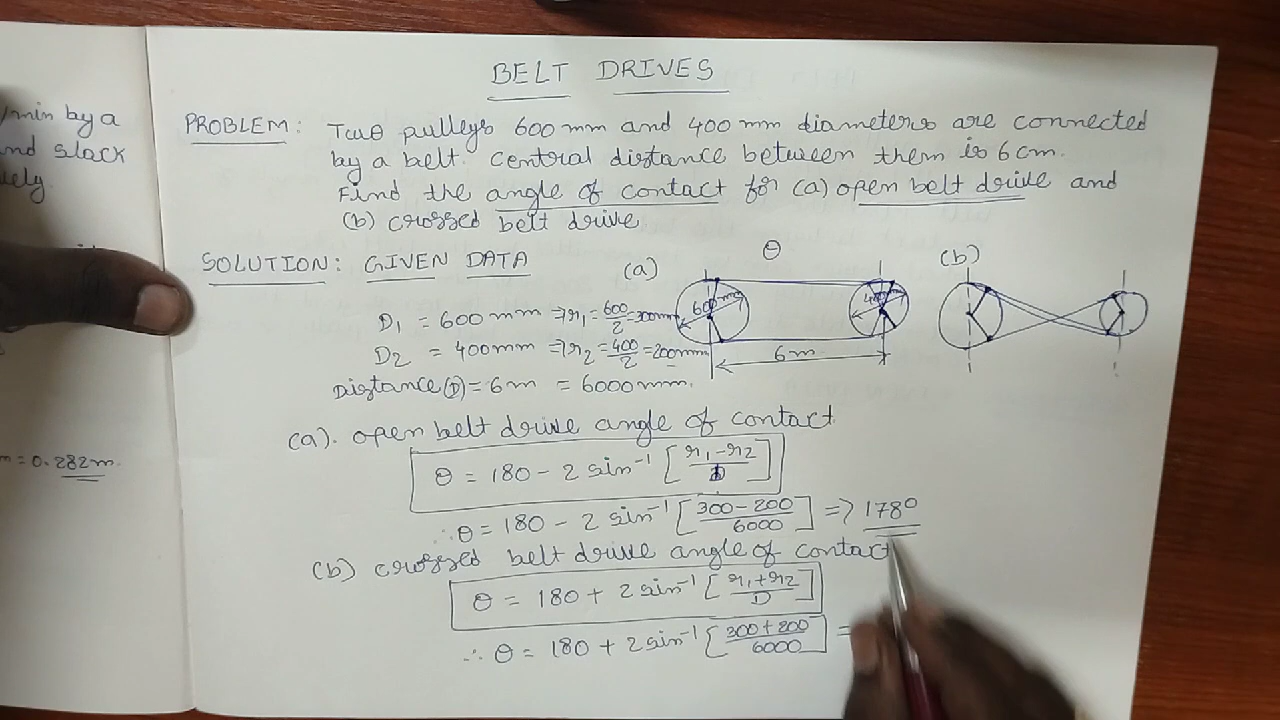 BELT DRIVES
/min by a
nd slack
ely.
m = 0.282m.
PROBLEM: Two pulleys 600 mm and 400 mm diameters are connected
by a belt. central distance between them is 6 cm.
Find the angle of contact for (a) open belt drive and
(b) crossed belt drive.
SOLUTION: GIVEN DATA
D₁ = 600 mm ⇒ r₁ = 600/2 = 300mm
D₂ = 400mm ⇒ r₂ = 400/2 = 200mm
Distance (D) = 6m = 6000mm.
(a)
θ
600 mm
400
6m
(b)
(a). open belt drive angle of contact
θ = 180 - 2 sin⁻¹ [r₁-r₂/D]
∴ θ = 180 - 2 sin⁻¹ [300-200/6000] ⇒ 178°
(b) crossed belt drive angle of contact
θ = 180 + 2 sin⁻¹ [r₁+r₂/D]
∴ θ = 180 + 2 sin⁻¹ [300+200/6000] =